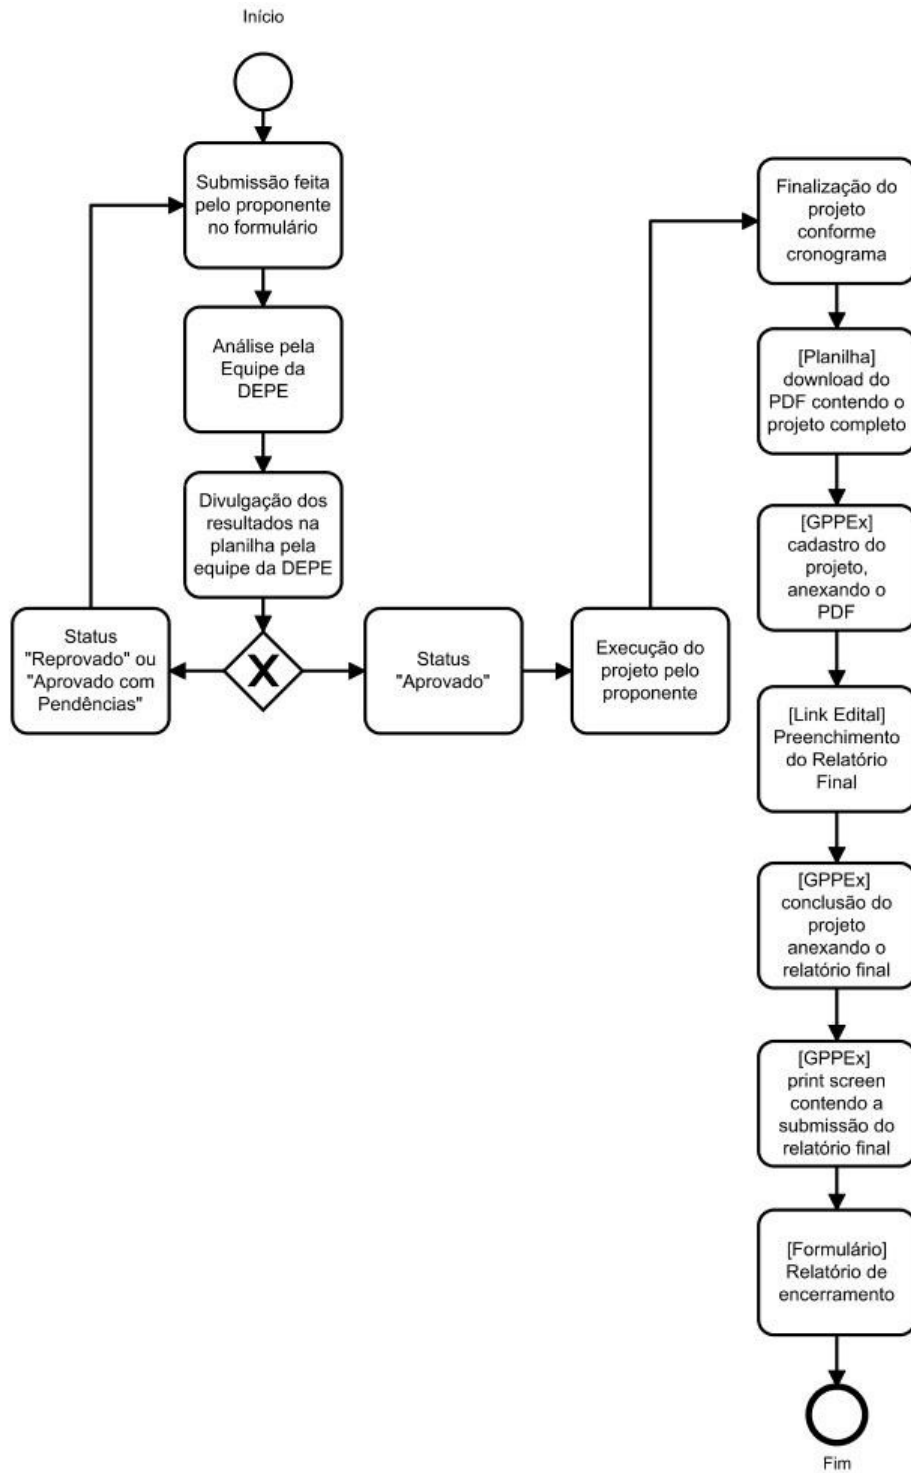 Início
Submissão feita
pelo proponente
no formulário
Análise pela
Equipe da
DEPE
Divulgação dos
resultados na
planilha pela
equipe da DEPE
Status
"Reprovado" ou
"Aprovado com
Pendências"
X
Status
"Aprovado"
Execução do
projeto pelo
proponente
Finalização do
projeto
conforme
cronograma
[Planilha]
download do
PDF contendo o
projeto completo
[GPPEx]
cadastro do
projeto,
anexando o
PDF
[Link Edital]
Preenchimento
do Relatório
Final
[GPPEx]
conclusão do
projeto
anexando o
relatório final
[GPPEx]
print screen
contendo a
submissão do
relatório final
[Formulário]
Relatório de
encerramento
Fim